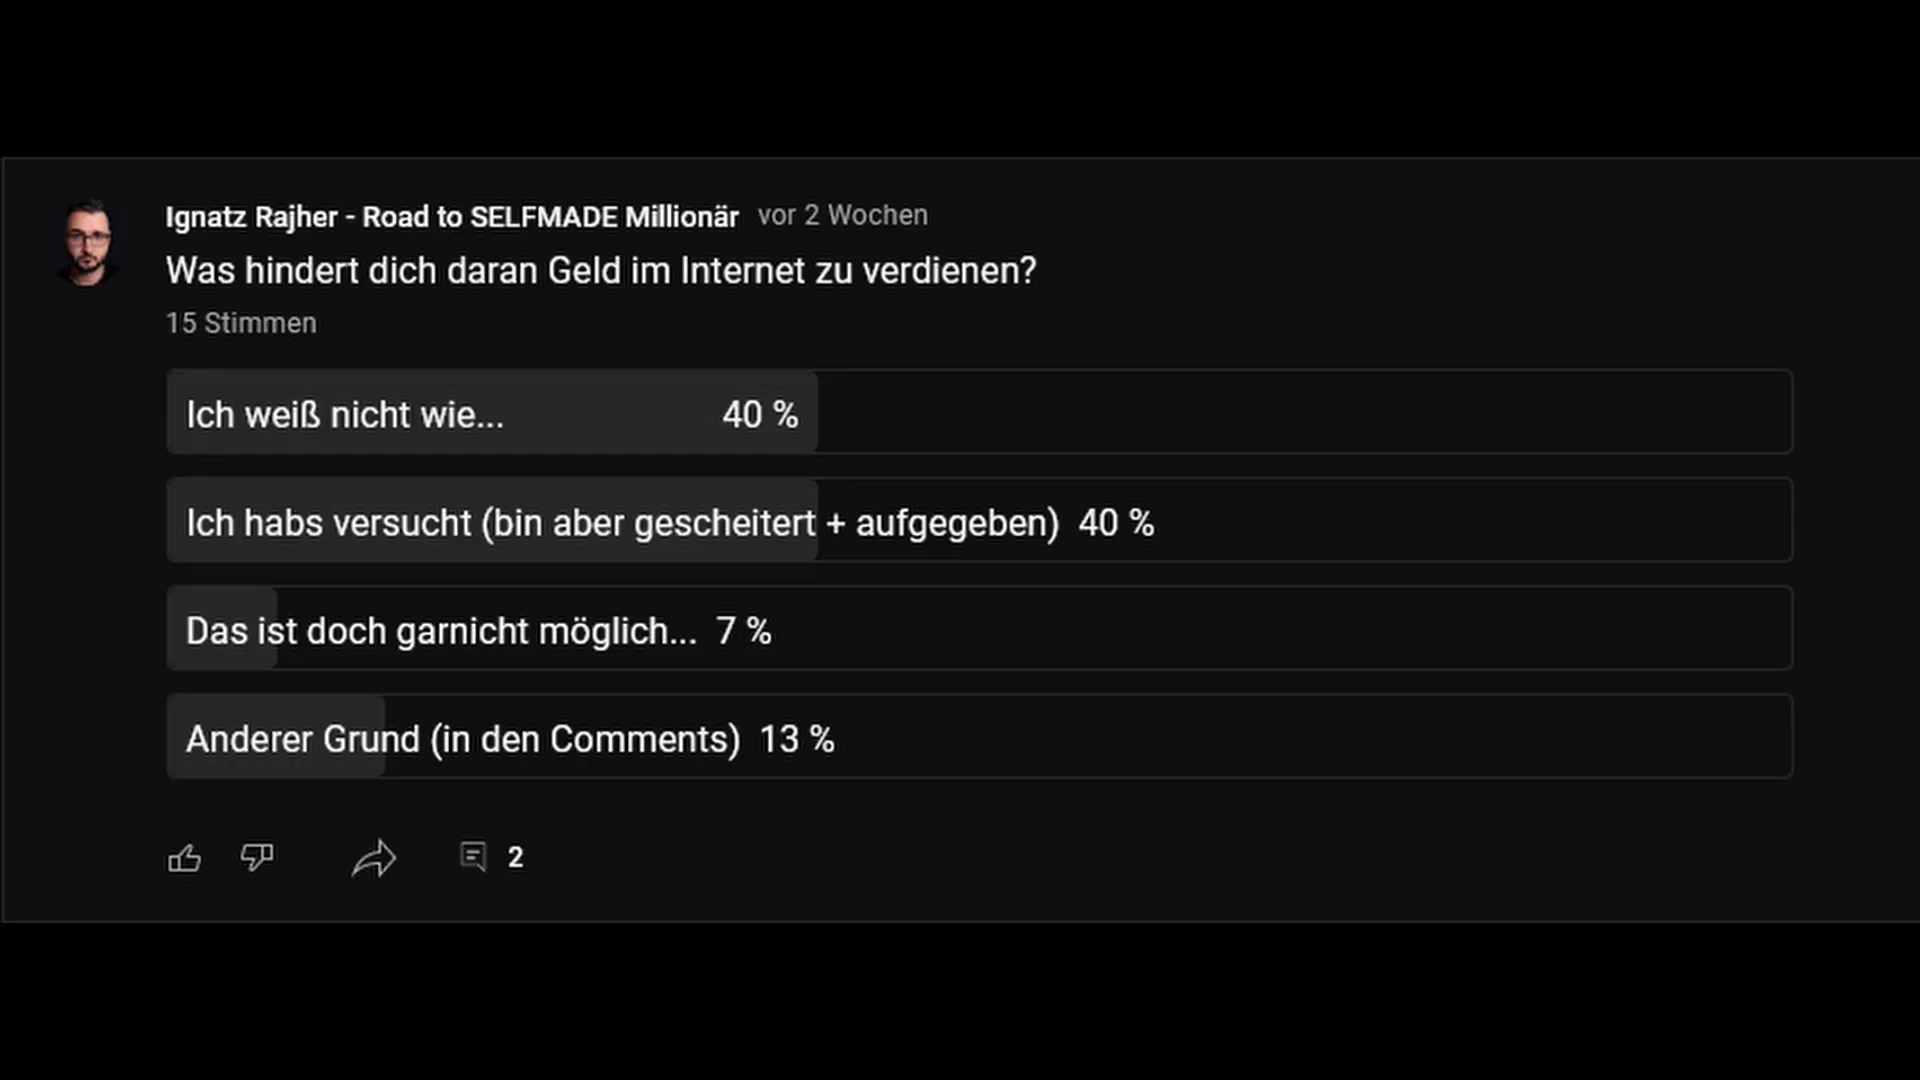 Ignatz Rajher - Road to SELFMADE Millionär vor 2 Wochen
Was hindert dich daran Geld im Internet zu verdienen?
15 Stimmen
Ich weiß nicht wie... 40 %
Ich habs versucht (bin aber gescheitert + aufgegeben) 40 %
Das ist doch garnicht möglich... 7 %
Anderer Grund (in den Comments) 13 %
2